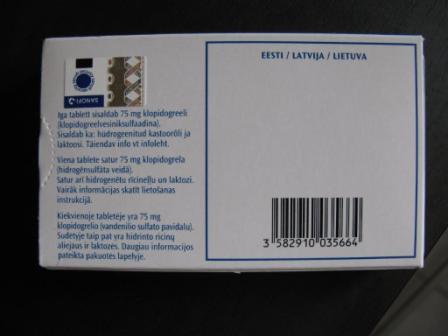 EESTI / LATVIJA / LIETUVA
SANOFI
Iga tablett sisaldab 75 mg klopidogreeli
(klopidogreelvesiniksulfaadina).
Sisaldab ka: hüdrogeenitud kastoorõli ja
laktoosi. Täiendav info vt infoleht.
Viena tablete satur 75 mg klopidogrela
(hidrogēnsulfāta veidā).
Satur arī hidrogenētu rīcineļļu un laktozi.
Vairāk informācijas skatīt lietošanas
instrukcijā.
Kiekvienoje tabletėje yra 75 mg
klopidogrelio (vandenilio sulfato pavidalu).
Sudėtyje taip pat yra hidrinto ricinų
aliejaus ir laktozės. Daugiau informacijos
pateikta pakuotės lapelyje.
3 582910 035664